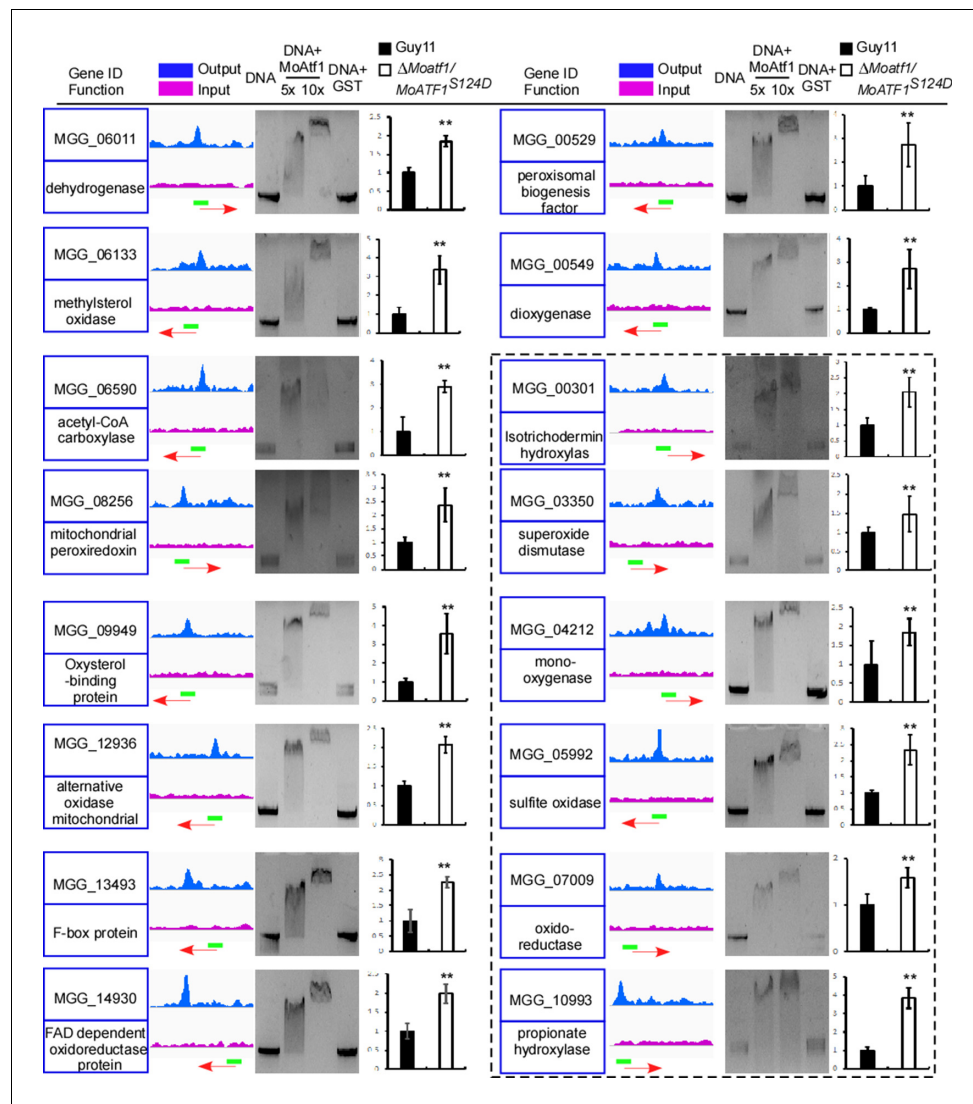 Gene ID
Function
Output
Input
DNA
DNA+
MoAtf1
5x 10x
DNA+
GST
Guy11
ΔMoatf1/
MoATF1S124D
Gene ID
Function
Output
Input
DNA
DNA+
MoAtf1
5x 10x
DNA+
GST
Guy11
ΔMoatf1/
MoATF1S124D
MGG_06011
dehydrogenase
**
MGG_00529
peroxisomal
biogenesis
factor
**
MGG_06133
methylsterol
oxidase
**
MGG_00549
dioxygenase
**
MGG_06590
acetyl-CoA
carboxylase
**
MGG_00301
Isotrichodermin
hydroxylas
**
MGG_08256
mitochondrial
peroxiredoxin
**
MGG_03350
superoxide
dismutase
**
MGG_09949
Oxysterol
-binding
protein
**
MGG_04212
mono-
oxygenase
**
MGG_12936
alternative
oxidase
mitochondrial
**
MGG_05992
sulfite oxidase
**
MGG_13493
F-box protein
**
MGG_07009
oxido-
reductase
**
MGG_14930
FAD dependent
oxidoreductase
protein
**
MGG_10993
propionate
hydroxylase
**